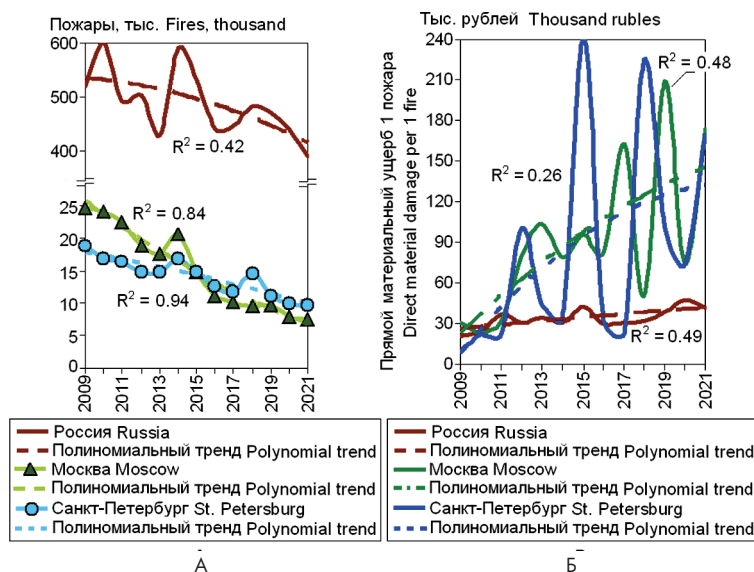 Пожары, тыс. Fires, thousand
600
500
400
R² = 0.42
25
20
15
10
5
0
R² = 0.84
R² = 0.94
2009
2011
2013
2015
2017
2019
2021
Россия Russia
Полиномиальный тренд Polynomial trend
Москва Moscow
Полиномиальный тренд Polynomial trend
Санкт-Петербург St. Petersburg
Полиномиальный тренд Polynomial trend
А
Тыс. рублей Thousand rubles
Прямой материальный ущерб 1 пожара
Direct material damage per 1 fire
240
210
180
150
120
90
60
30
0
R² = 0.48
R² = 0.26
R² = 0.49
2009
2011
2013
2015
2017
2019
2021
Россия Russia
Полиномиальный тренд Polynomial trend
Москва Moscow
Полиномиальный тренд Polynomial trend
Санкт-Петербург St. Petersburg
Полиномиальный тренд Polynomial trend
Б